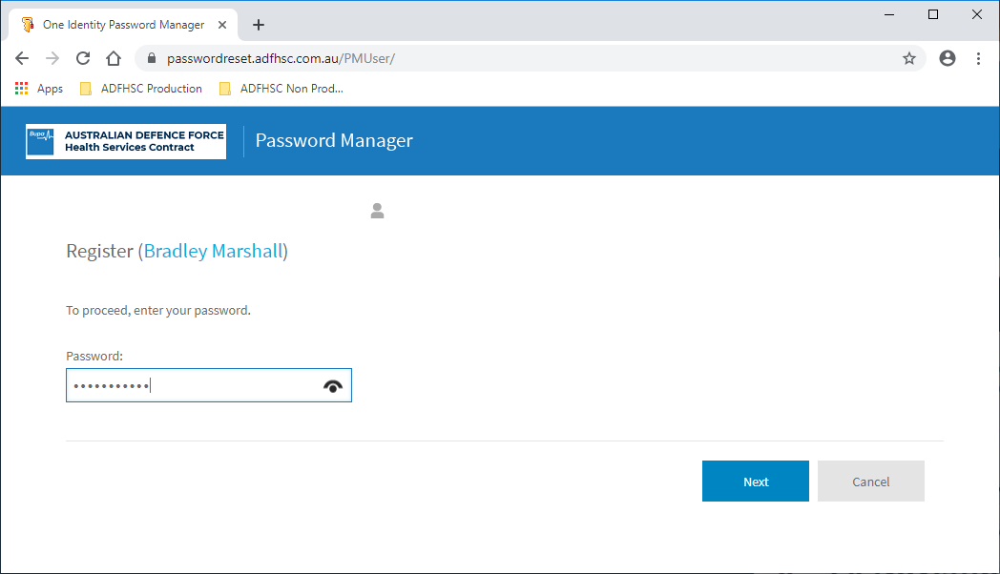 One Identity Password Manager
passwordreset.adfhsc.com.au/PMUser/
Apps ADFHSC Production ADFHSC Non Prod...
Bupa AUSTRALIAN DEFENCE FORCE
Health Services Contract
Password Manager
Register (Bradley Marshall)
To proceed, enter your password.
Password:
•••••••••••
Next Cancel